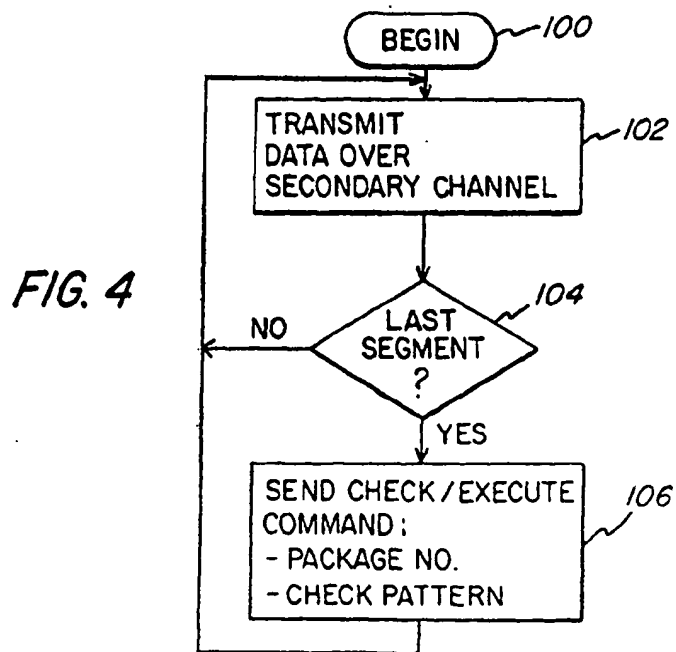 BEGIN
100
TRANSMIT
DATA OVER
SECONDARY CHANNEL
102
FIG. 4
104
NO
LAST
SEGMENT
?
YES
SEND CHECK/EXECUTE
COMMAND:
- PACKAGE NO.
- CHECK PATTERN
106